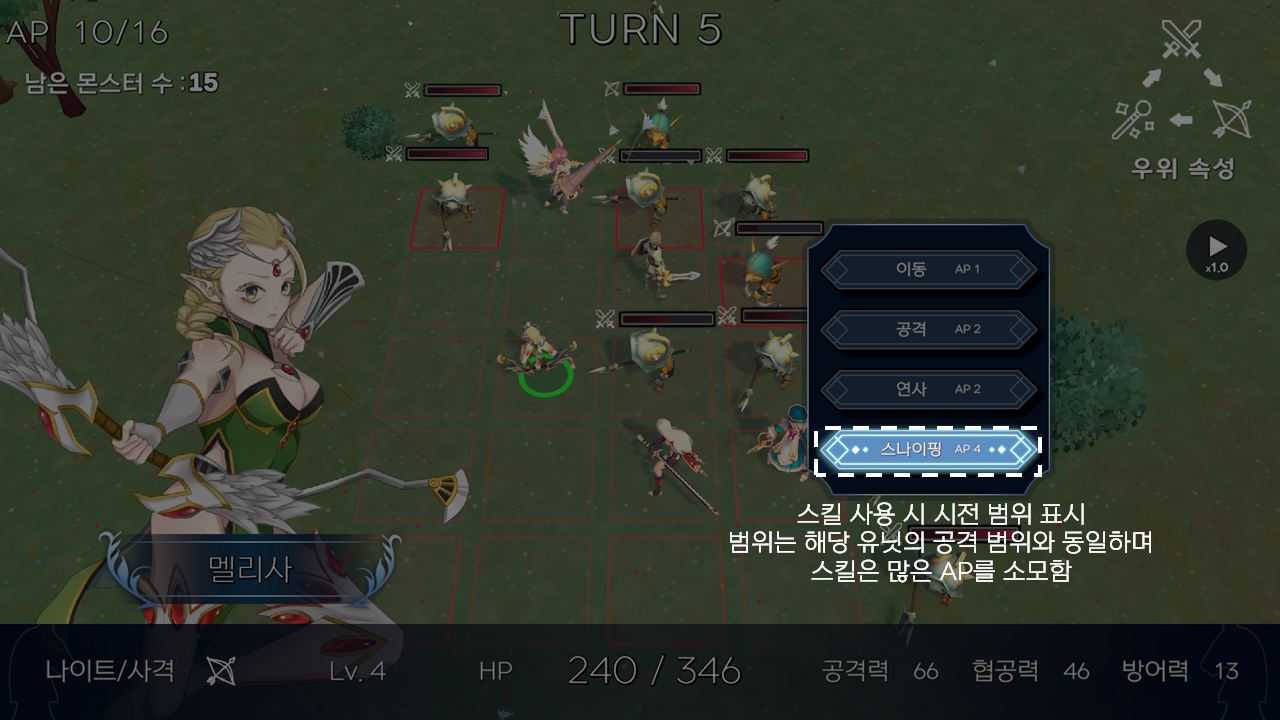 AP 10/16
TURN 5
남은 몬스터 수 : 15
우위 속성
x1.0
이동 AP 1
공격 AP 2
연사 AP 2
스나이핑 AP 4
스킬 사용 시 시전 범위 표시
범위는 해당 유닛의 공격 범위와 동일하며
스킬은 많은 AP를 소모함
멜리사
나이트/사격 Lv. 4 HP 240 / 346 공격력 66 협공력 46 방어력 13